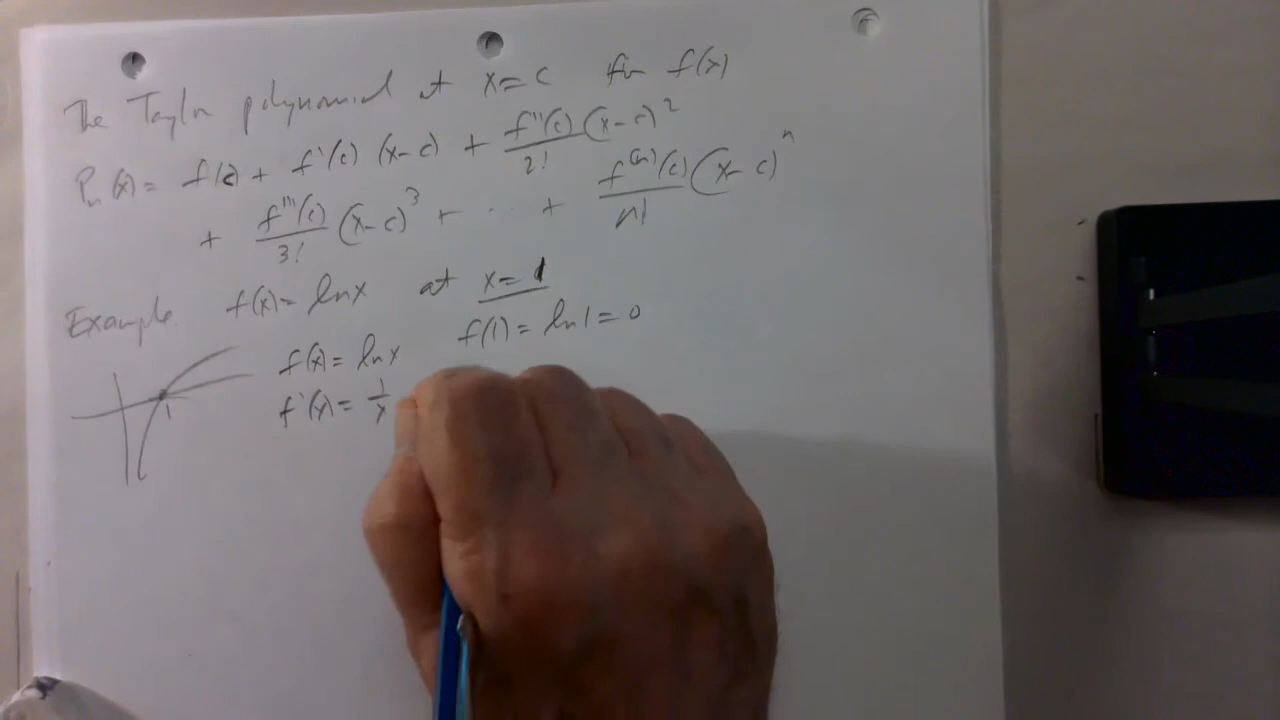 The Taylor polynomial at x = c for f(x)
Pₙ(x) = f(c) + f'(c) (x-c) + f''(c)/2! (x-c)²
+ f'''(c)/3! (x-c)³ + ... + f⁽ⁿ⁾(c)/n! (x-c)ⁿ
Example. f(x) = ln x at x = 1
f(x) = ln x f(1) = ln 1 = 0
f'(x) = 1/x
1